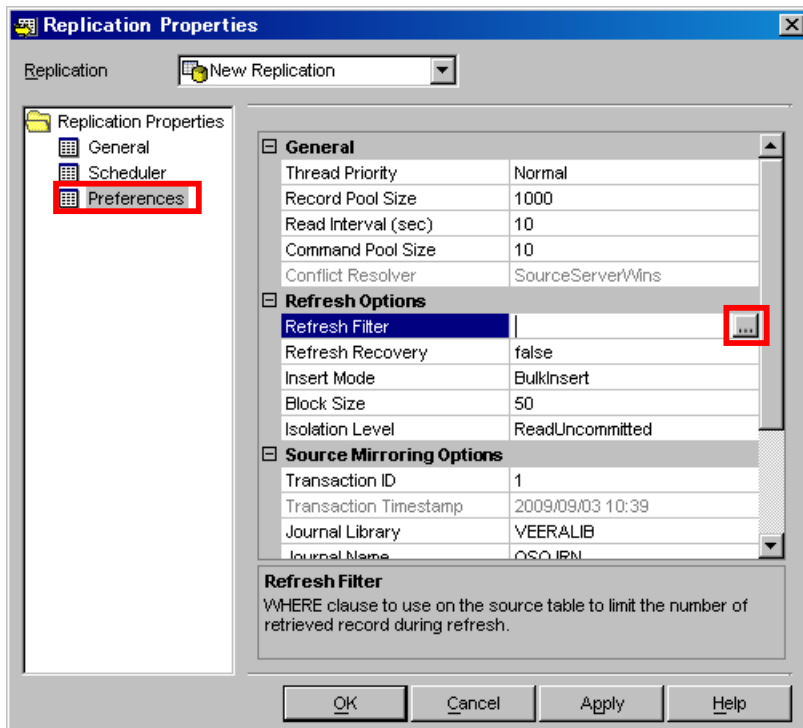 Replication Properties
Replication New Replication
Replication Properties
General
Scheduler
Preferences
General
Thread Priority Normal
Record Pool Size 1000
Read Interval (sec) 10
Command Pool Size 10
Conflict Resolver SourceServerWins
Refresh Options
Refresh Filter ...
Refresh Recovery false
Insert Mode BulkInsert
Block Size 50
Isolation Level ReadUncommitted
Source Mirroring Options
Transaction ID 1
Transaction Timestamp 2009/09/03 10:39
Journal Library VEERALIB
Journal Name QSQJRN
Refresh Filter
WHERE clause to use on the source table to limit the number of
retrieved record during refresh.
OK Cancel Apply Help